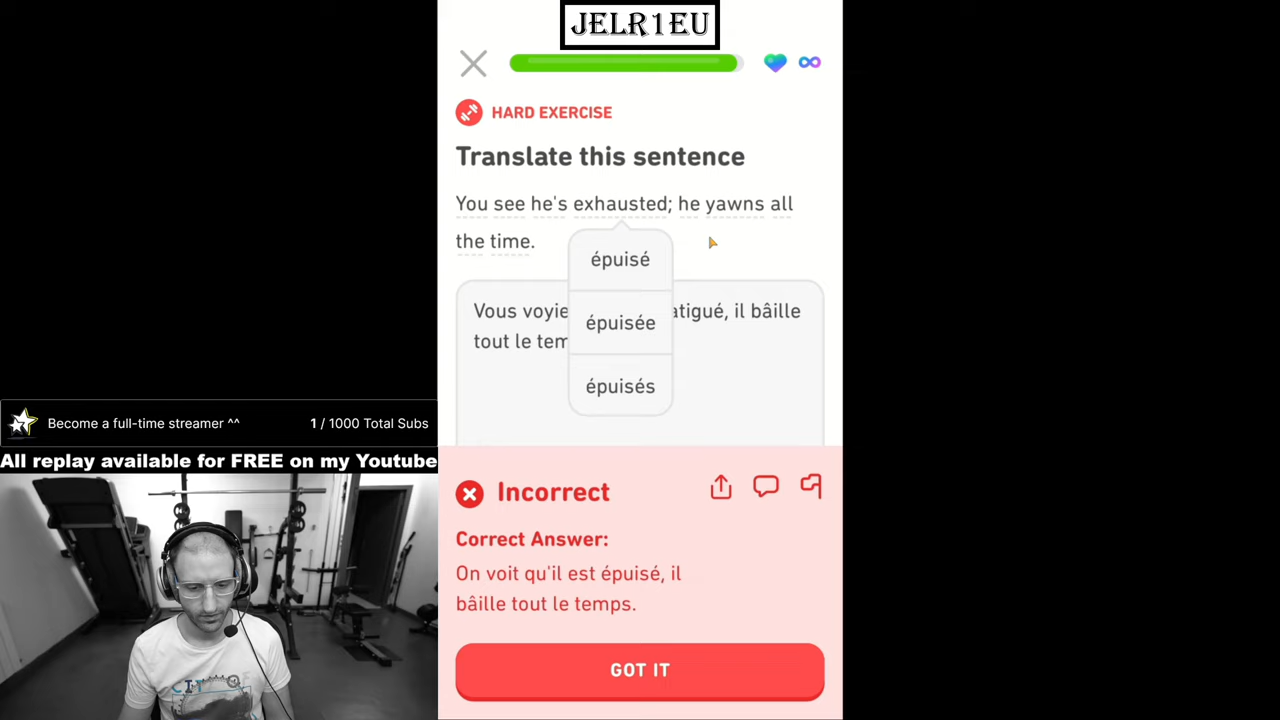 JELR1EU
HARD EXERCISE
Translate this sentence
You see he's exhausted; he yawns all
the time.
épuisé
épuisée
épuisés
Vous voyie atigué, il bâille
tout le tem
Become a full-time streamer ^^ 1 / 1000 Total Subs
All replay available for FREE on my Youtube
Incorrect
Correct Answer:
On voit qu'il est épuisé, il
bâille tout le temps.
GOT IT